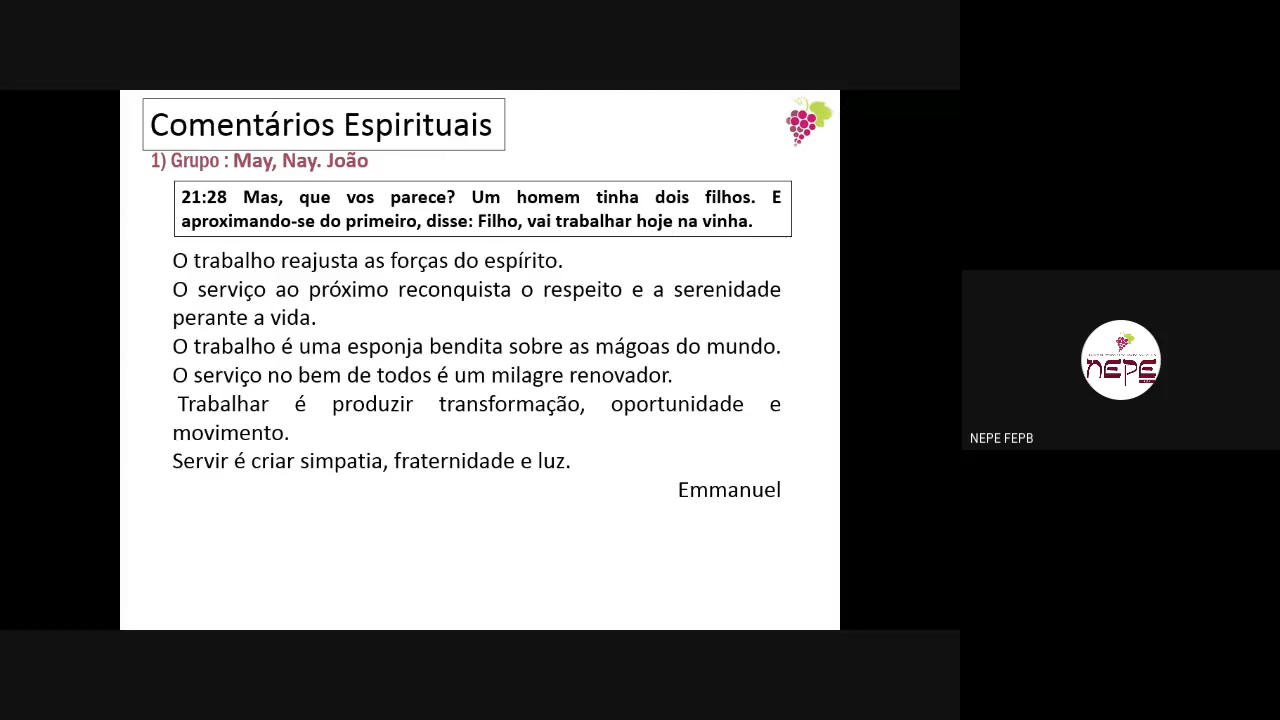 Comentários Espirituais
1) Grupo : May, Nay. João
21:28 Mas, que vos parece? Um homem tinha dois filhos. E
aproximando-se do primeiro, disse: Filho, vai trabalhar hoje na vinha.
O trabalho reajusta as forças do espírito.
O serviço ao próximo reconquista o respeito e a serenidade
perante a vida.
O trabalho é uma esponja bendita sobre as mágoas do mundo.
O serviço no bem de todos é um milagre renovador.
Trabalhar é produzir transformação, oportunidade e
movimento.
Servir é criar simpatia, fraternidade e luz.
Emmanuel
nepe
NEPE FEPB